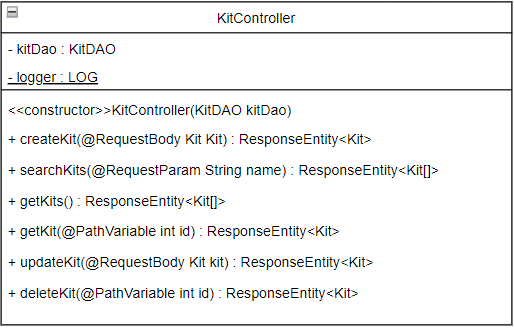 KitController
- kitDao : KitDAO
- logger : LOG
<<constructor>>KitController(KitDAO kitDao)
+ createKit(@RequestBody Kit Kit) : ResponseEntity<Kit>
+ searchKits(@RequestParam String name) : ResponseEntity<Kit[]>
+ getKits() : ResponseEntity<Kit[]>
+ getKit(@PathVariable int id) : ResponseEntity<Kit>
+ updateKit(@RequestBody Kit kit) : ResponseEntity<Kit>
+ deleteKit(@PathVariable int id) : ResponseEntity<Kit>